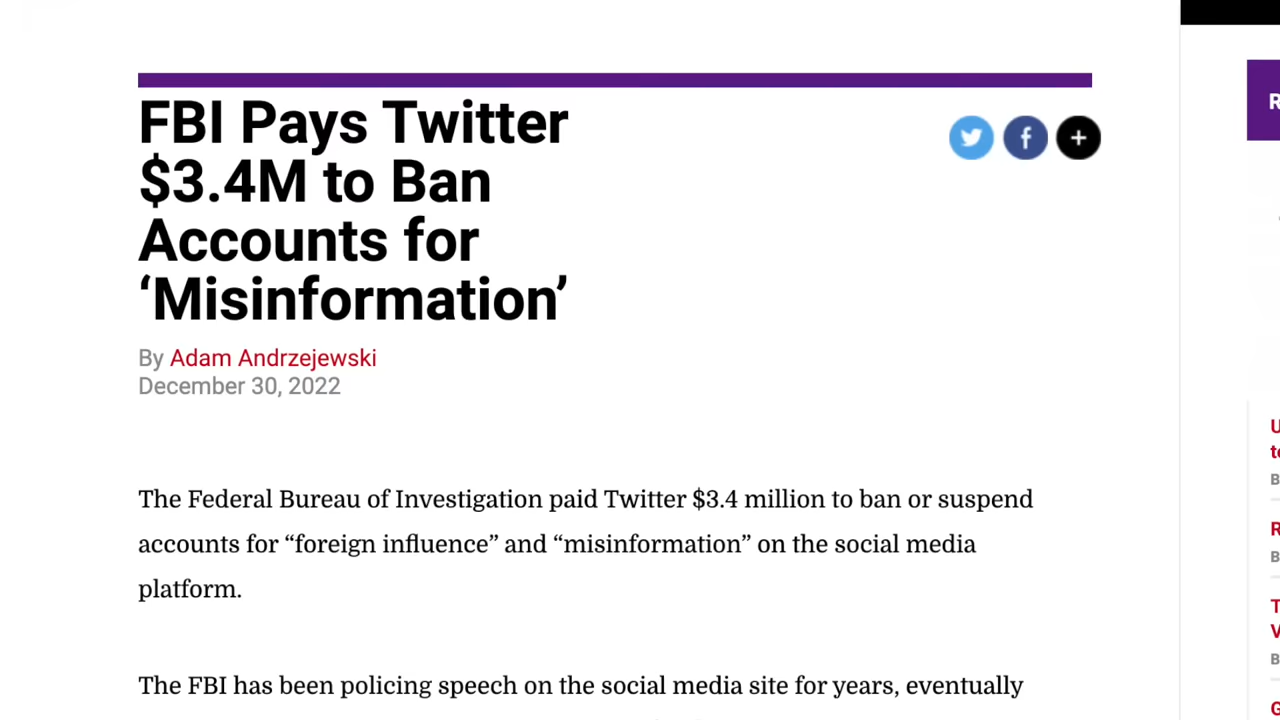 FBI Pays Twitter
$3.4M to Ban
Accounts for
‘Misinformation’
By Adam Andrzejewski
December 30, 2022
The Federal Bureau of Investigation paid Twitter $3.4 million to ban or suspend
accounts for “foreign influence” and “misinformation” on the social media
platform.
The FBI has been policing speech on the social media site for years, eventually